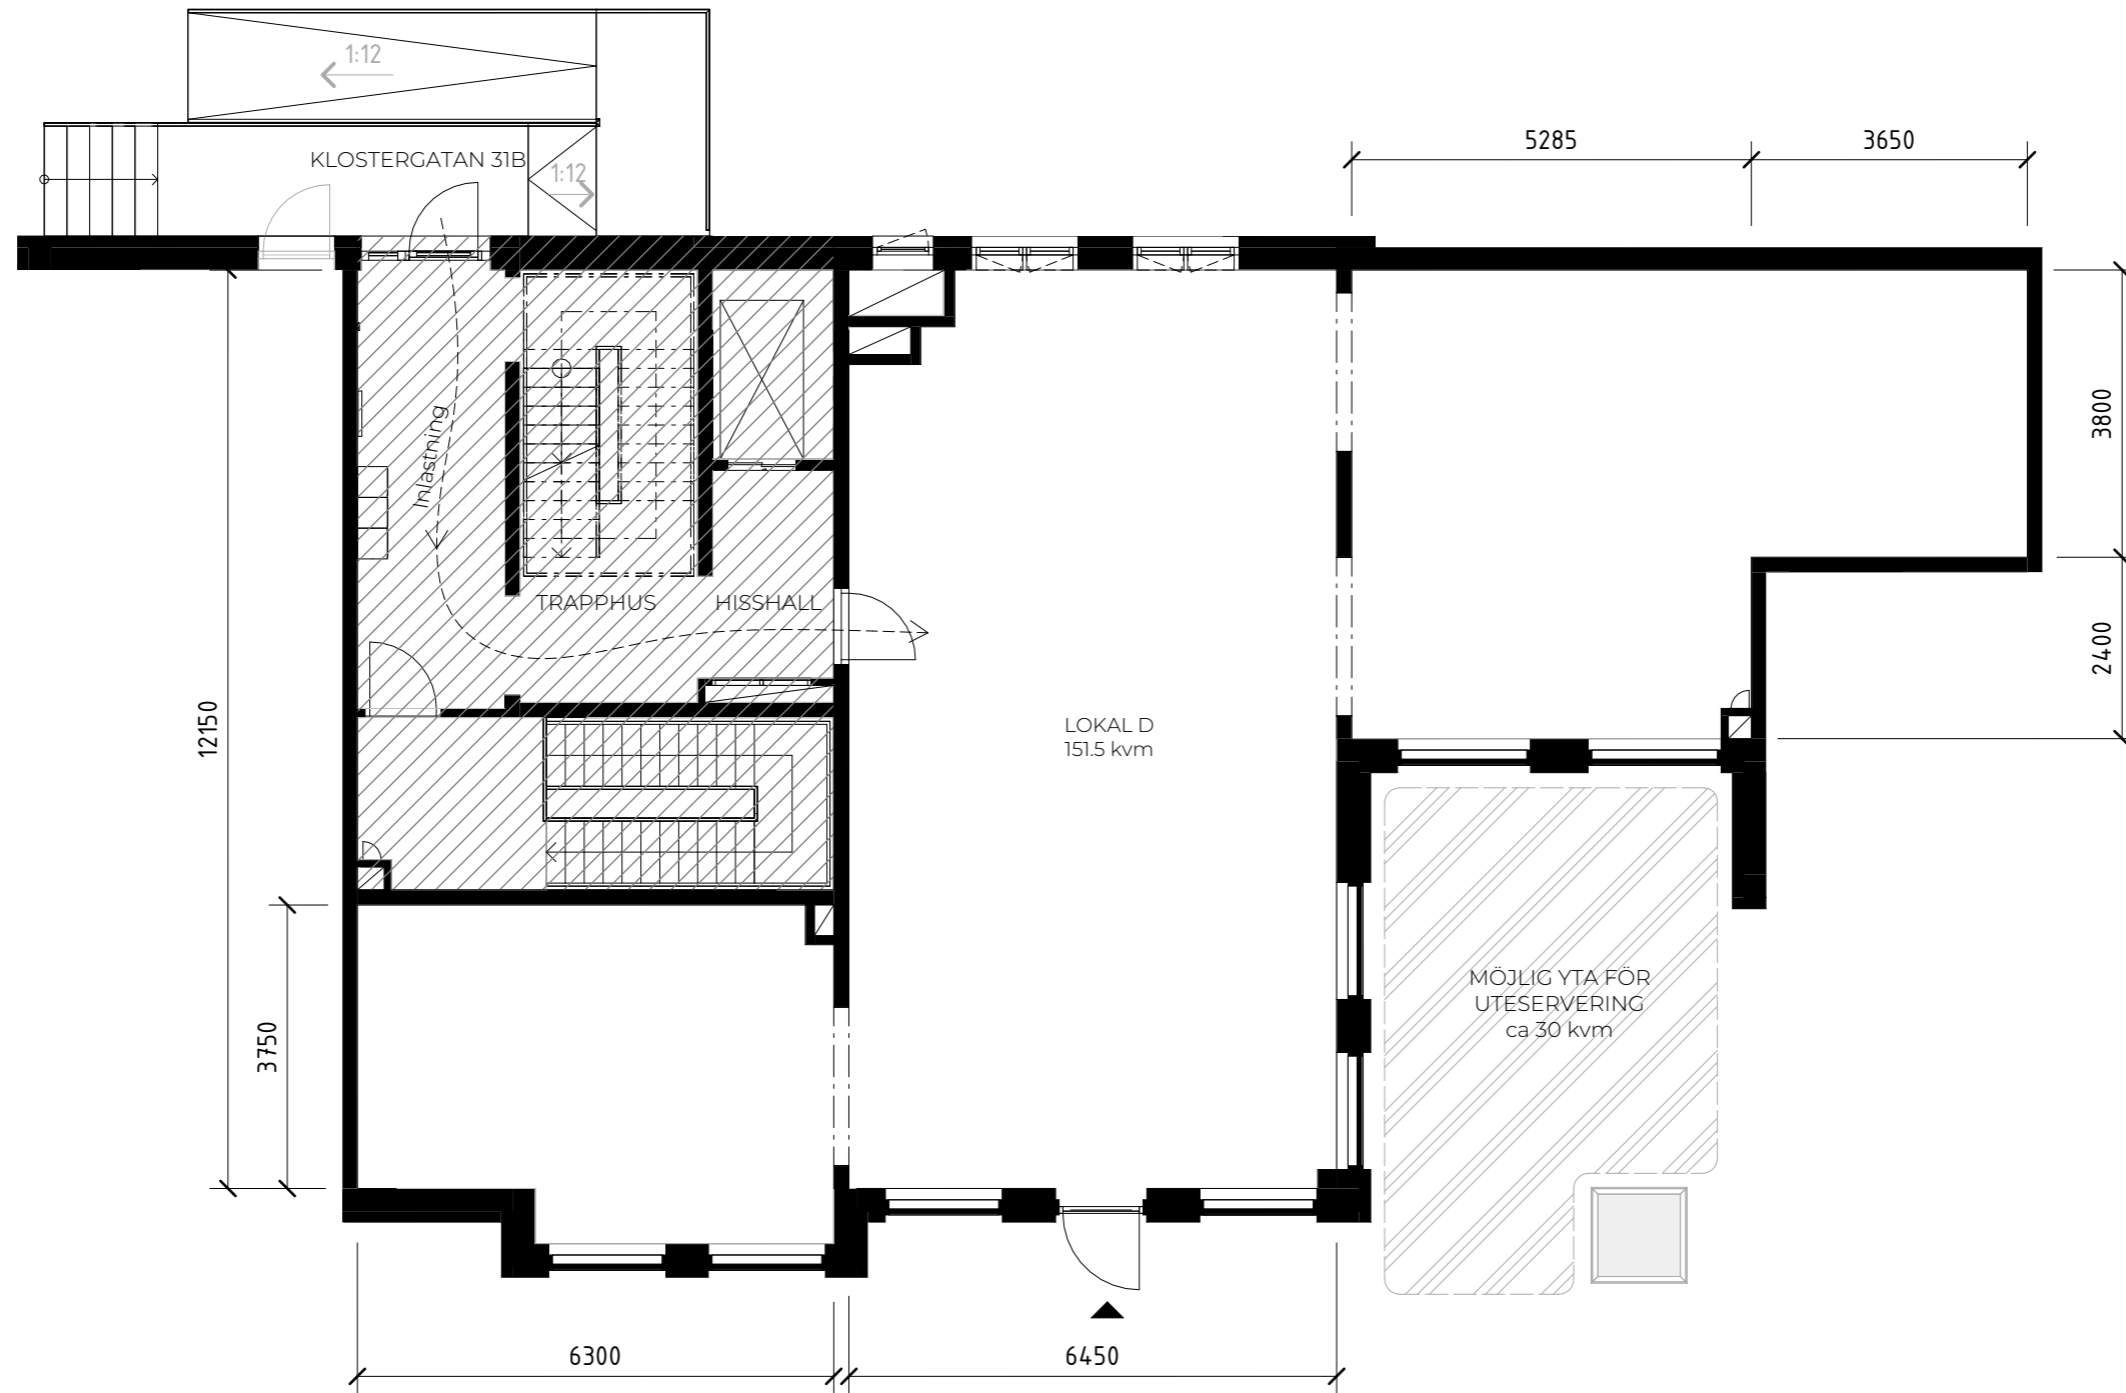 1:12
KLOSTERGATAN 31B
1:12
5285
3650
3800
2400
Inlastning
TRAPPHUS
HISSHALL
12150
3750
LOKAL D
151.5 kvm
MÖJLIG YTA FÖR
UTESERVERING
ca 30 kvm
6300
6450